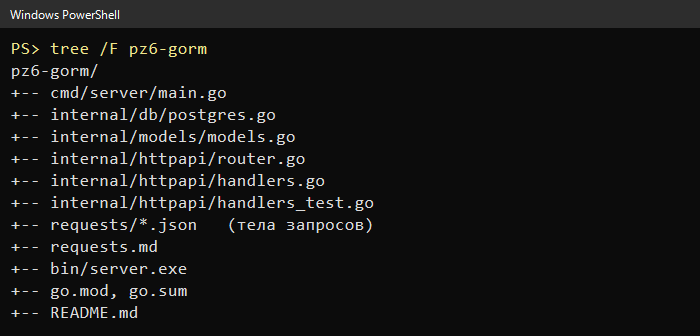 Windows PowerShell
PS> tree /F pz6-gorm
pz6-gorm/
+-- cmd/server/main.go
+-- internal/db/postgres.go
+-- internal/models/models.go
+-- internal/httpapi/router.go
+-- internal/httpapi/handlers.go
+-- internal/httpapi/handlers_test.go
+-- requests/*.json   (тела запросов)
+-- requests.md
+-- bin/server.exe
+-- go.mod, go.sum
+-- README.md